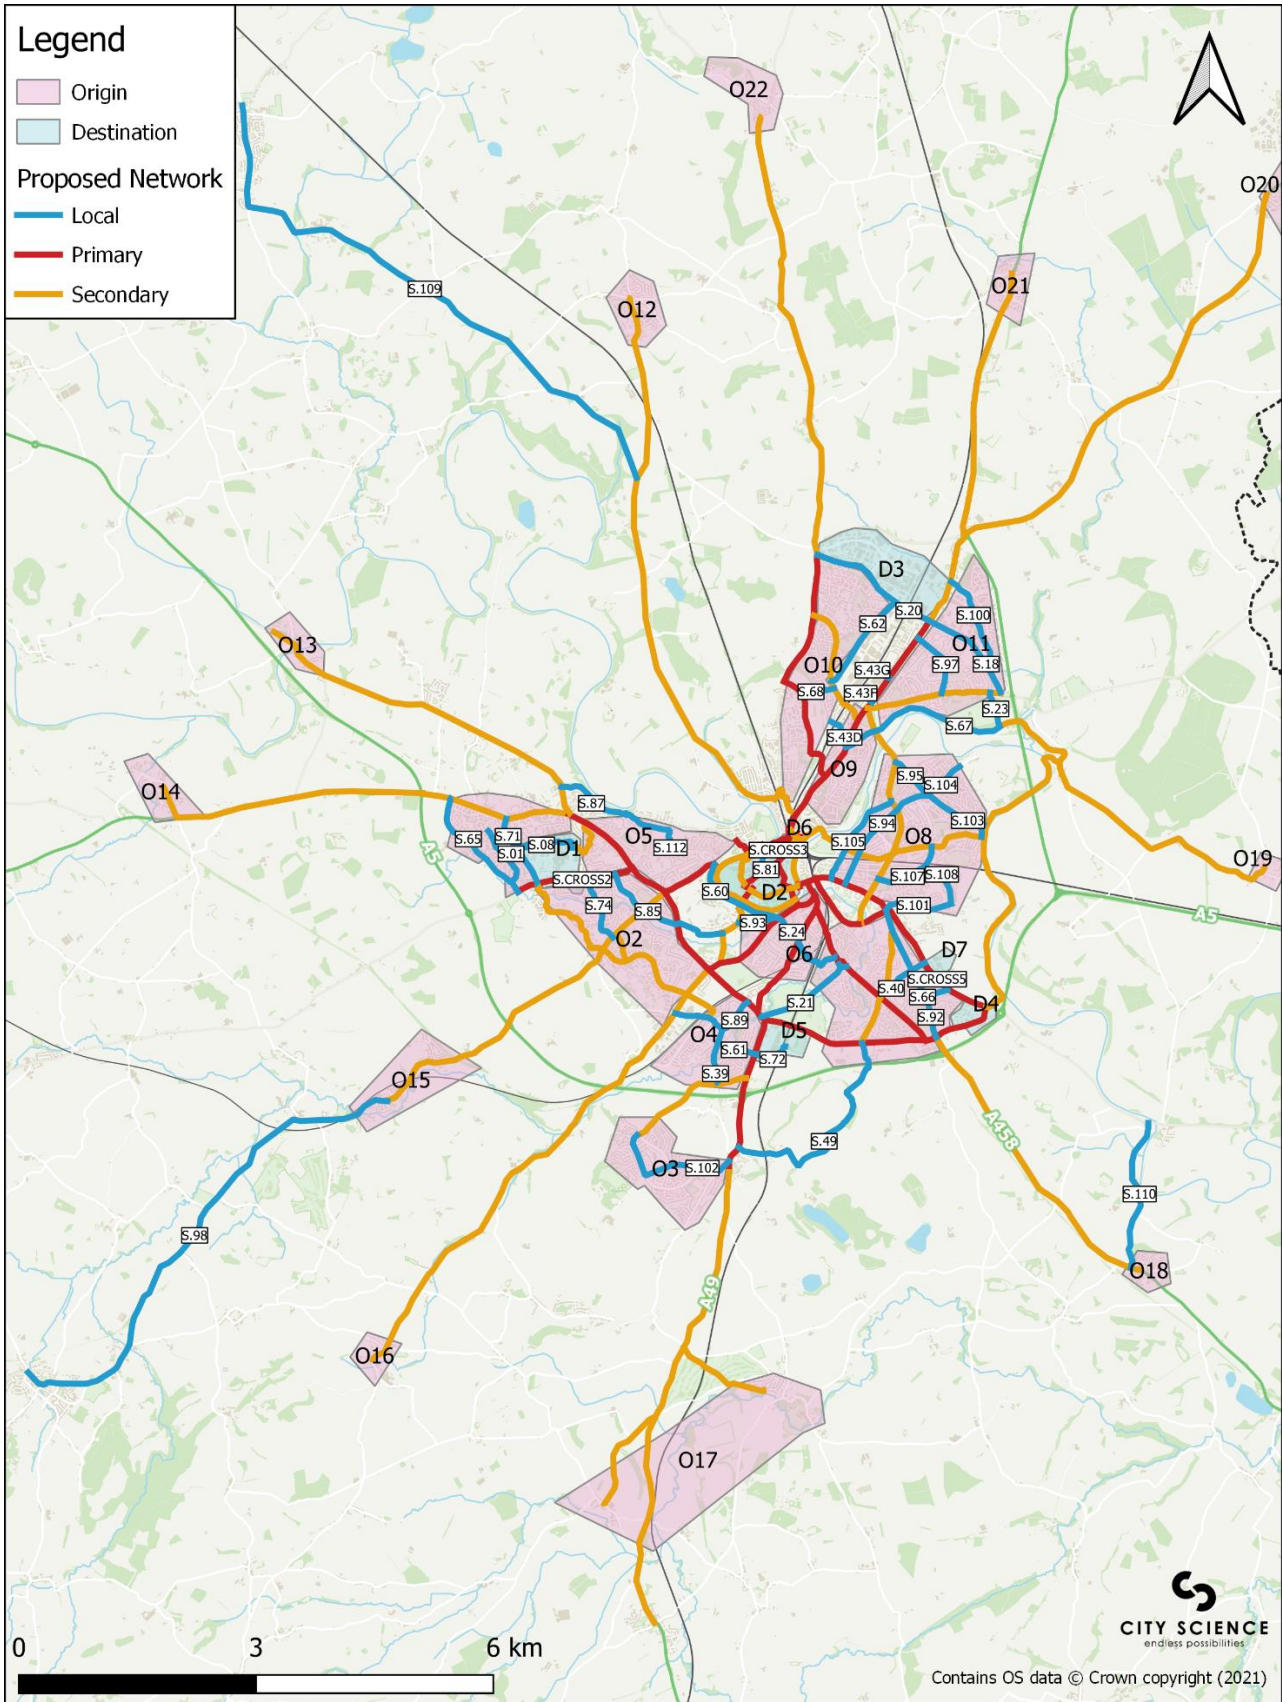 Legend
Origin
Destination
Proposed Network
Local
Primary
Secondary
O22
O20
S.109
O21
O12
D3
S.20
S.100
S.62
O11
O13
O10
S.43G
S.97
S.18
S.68
S.43F
S.23
S.67
S.43D
O9
S.95
S.104
O14
S.87
D6
S.94
S.103
S.65
S.71
S.08
D1
O5
S.112
S.CROSS3
S.105
O8
S.01
A5
S.CROSS2
S.81
S.107
S.108
O19
S.60
D2
S.74
S.85
S.93
S.24
S.101
A5
O2
O6
D7
S.CROSS5
S.40
S.66
S.21
D4
S.89
S.92
O4
D5
S.61
S.72
S.39
O15
A458
S.49
O3
S.102
S.110
S.98
O18
A49
O16
O17
CITY SCIENCE
endless possibilities
0 3 6 km
Contains OS data © Crown copyright (2021)